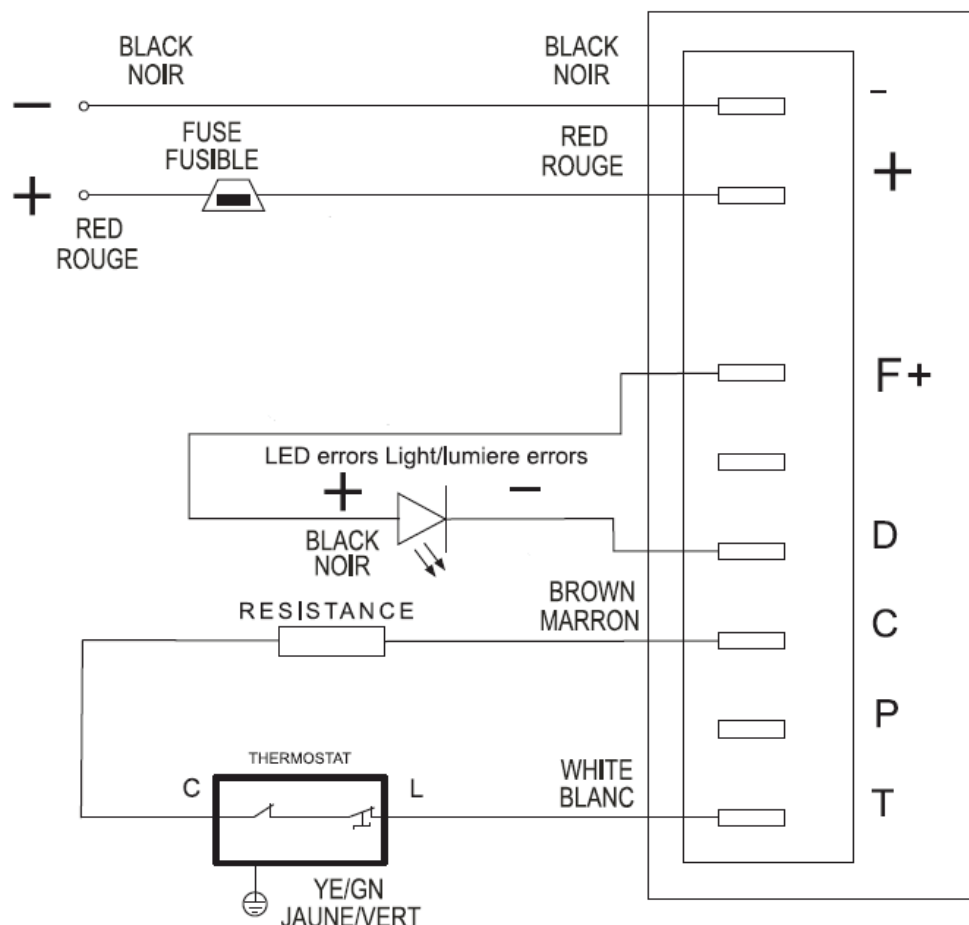 BLACK
NOIR
BLACK
NOIR
−
-
FUSE
FUSIBLE
RED
ROUGE
+
+
RED
ROUGE
F+
LED errors Light/lumiere errors
+
−
D
BLACK
NOIR
BROWN
MARRON
C
RESISTANCE
P
THERMOSTAT
C
L
WHITE
BLANC
T
YE/GN
JAUNE/VERT